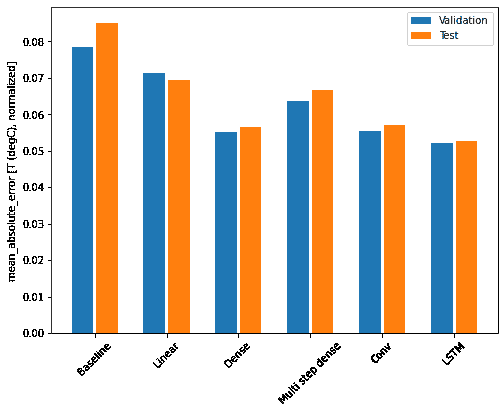 Validation
Test
mean_absolute_error [T (degC), normalized]
0.08
0.07
0.06
0.05
0.04
0.03
0.02
0.01
0.00
Baseline
Linear
Dense
Multi step dense
Conv
LSTM